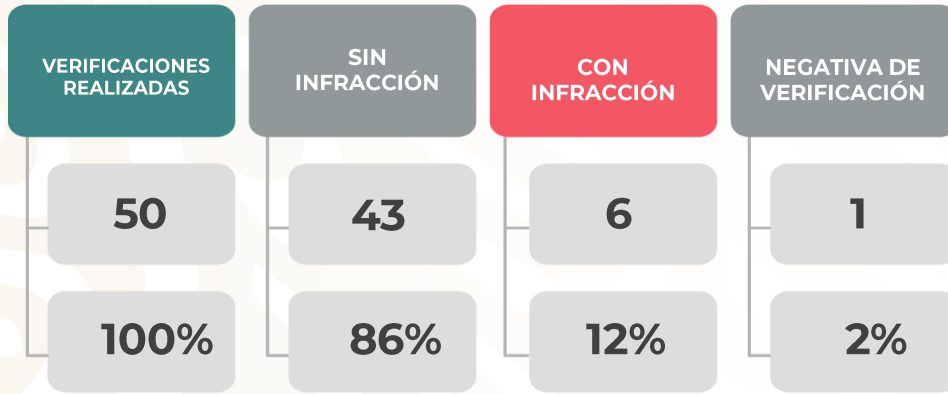 VERIFICACIONES
REALIZADAS
50
100%
SIN
INFRACCIÓN
43
86%
CON
INFRACCIÓN
6
12%
NEGATIVA DE
VERIFICACIÓN
1
2%